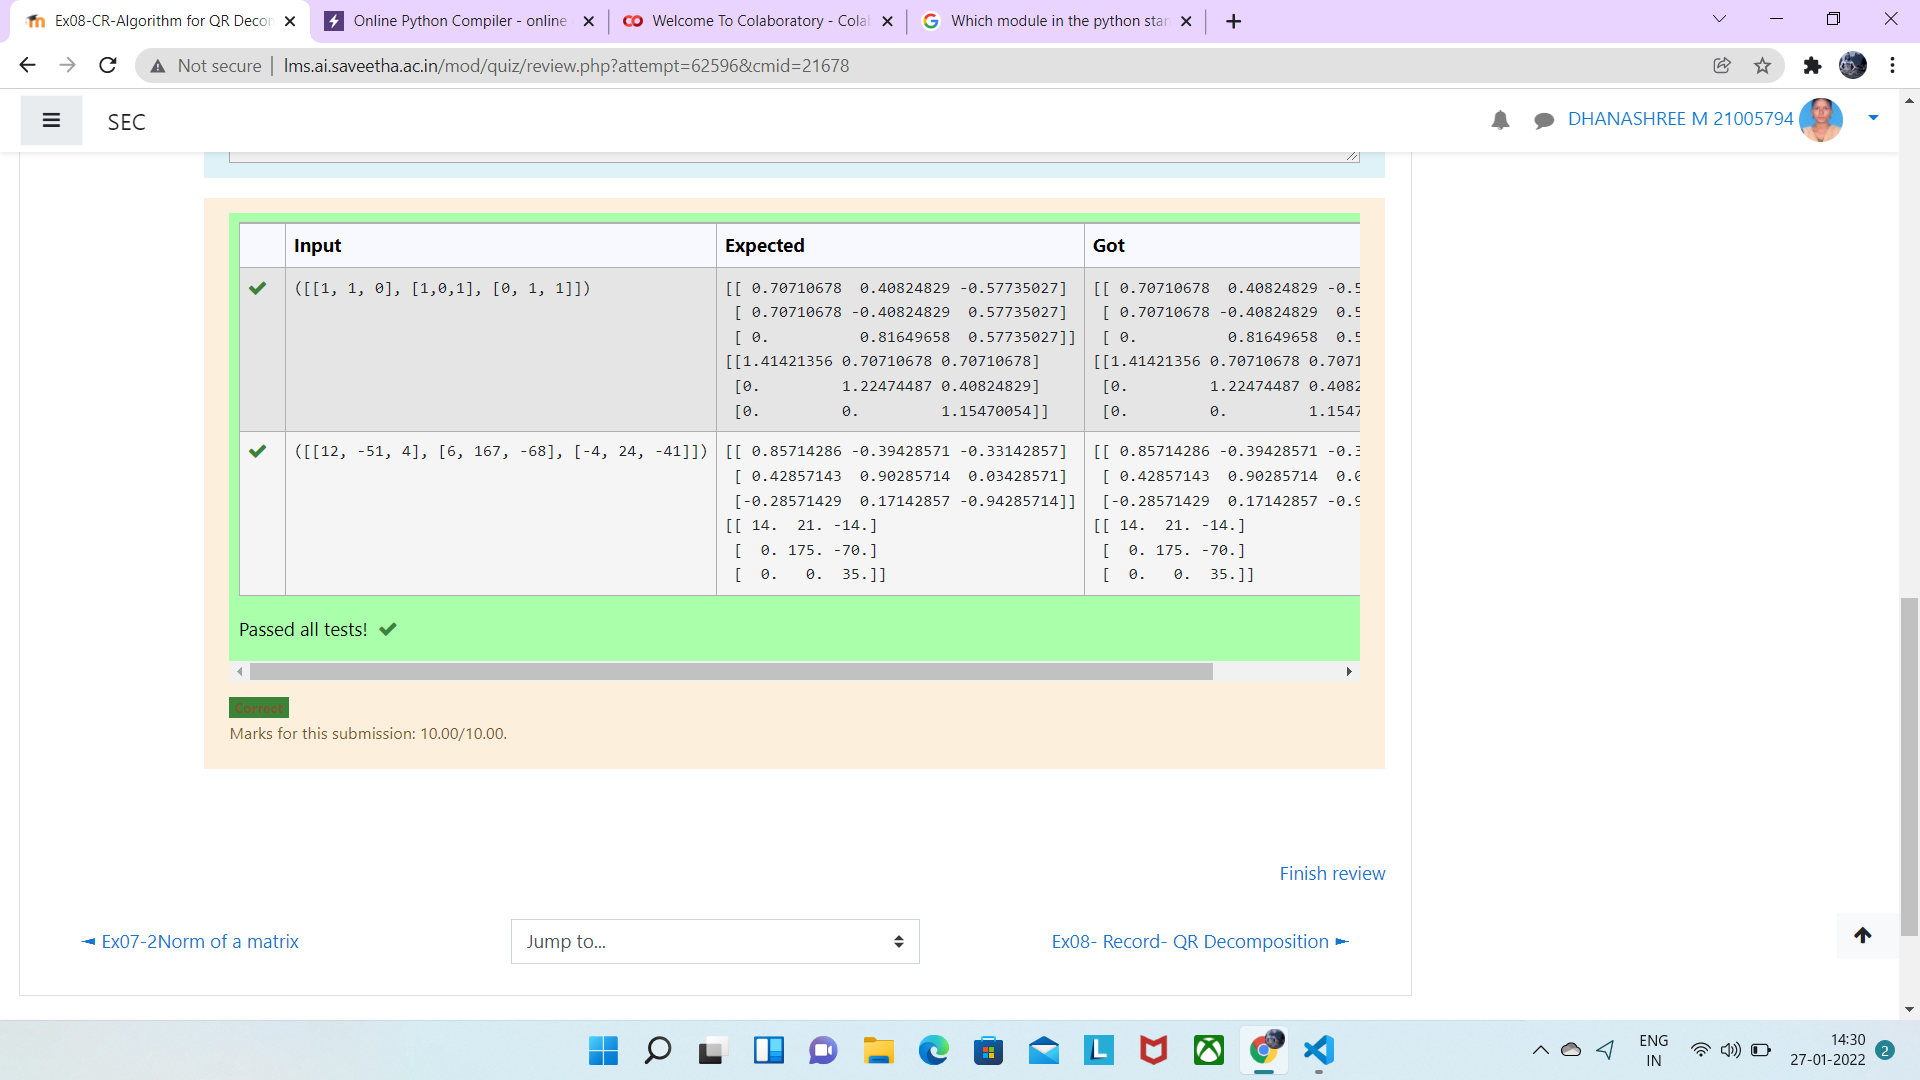 Ex08-CR-Algorithm for QR Decor
Online Python Compiler - online
Welcome To Colaboratory - Colab
Which module in the python star
Not secure | lms.ai.saveetha.ac.in/mod/quiz/review.php?attempt=62596&cmid=21678
SEC
DHANASHREE M 21005794
Input Expected Got
([[1, 1, 0], [1,0,1], [0, 1, 1]]) [[ 0.70710678 0.40824829 -0.57735027] [[ 0.70710678 0.40824829 -0.5
[ 0.70710678 -0.40824829 0.57735027] [ 0.70710678 -0.40824829 0.5
[ 0. 0.81649658 0.57735027]] [ 0. 0.81649658 0.5
[[1.41421356 0.70710678 0.70710678] [[1.41421356 0.70710678 0.7071
[0. 1.22474487 0.40824829] [0. 1.22474487 0.4082
[0. 0. 1.15470054]] [0. 0. 1.1547
([[12, -51, 4], [6, 167, -68], [-4, 24, -41]]) [[ 0.85714286 -0.39428571 -0.33142857] [[ 0.85714286 -0.39428571 -0.3
[ 0.42857143 0.90285714 0.03428571] [ 0.42857143 0.90285714 0.0
[-0.28571429 0.17142857 -0.94285714]] [-0.28571429 0.17142857 -0.9
[[ 14. 21. -14.] [[ 14. 21. -14.]
[ 0. 175. -70.] [ 0. 175. -70.]
[ 0. 0. 35.]] [ 0. 0. 35.]]
Passed all tests!
Correct
Marks for this submission: 10.00/10.00.
Finish review
◄ Ex07-2Norm of a matrix
Jump to...
Ex08- Record- QR Decomposition ►
ENG
IN
14:30
27-01-2022
2